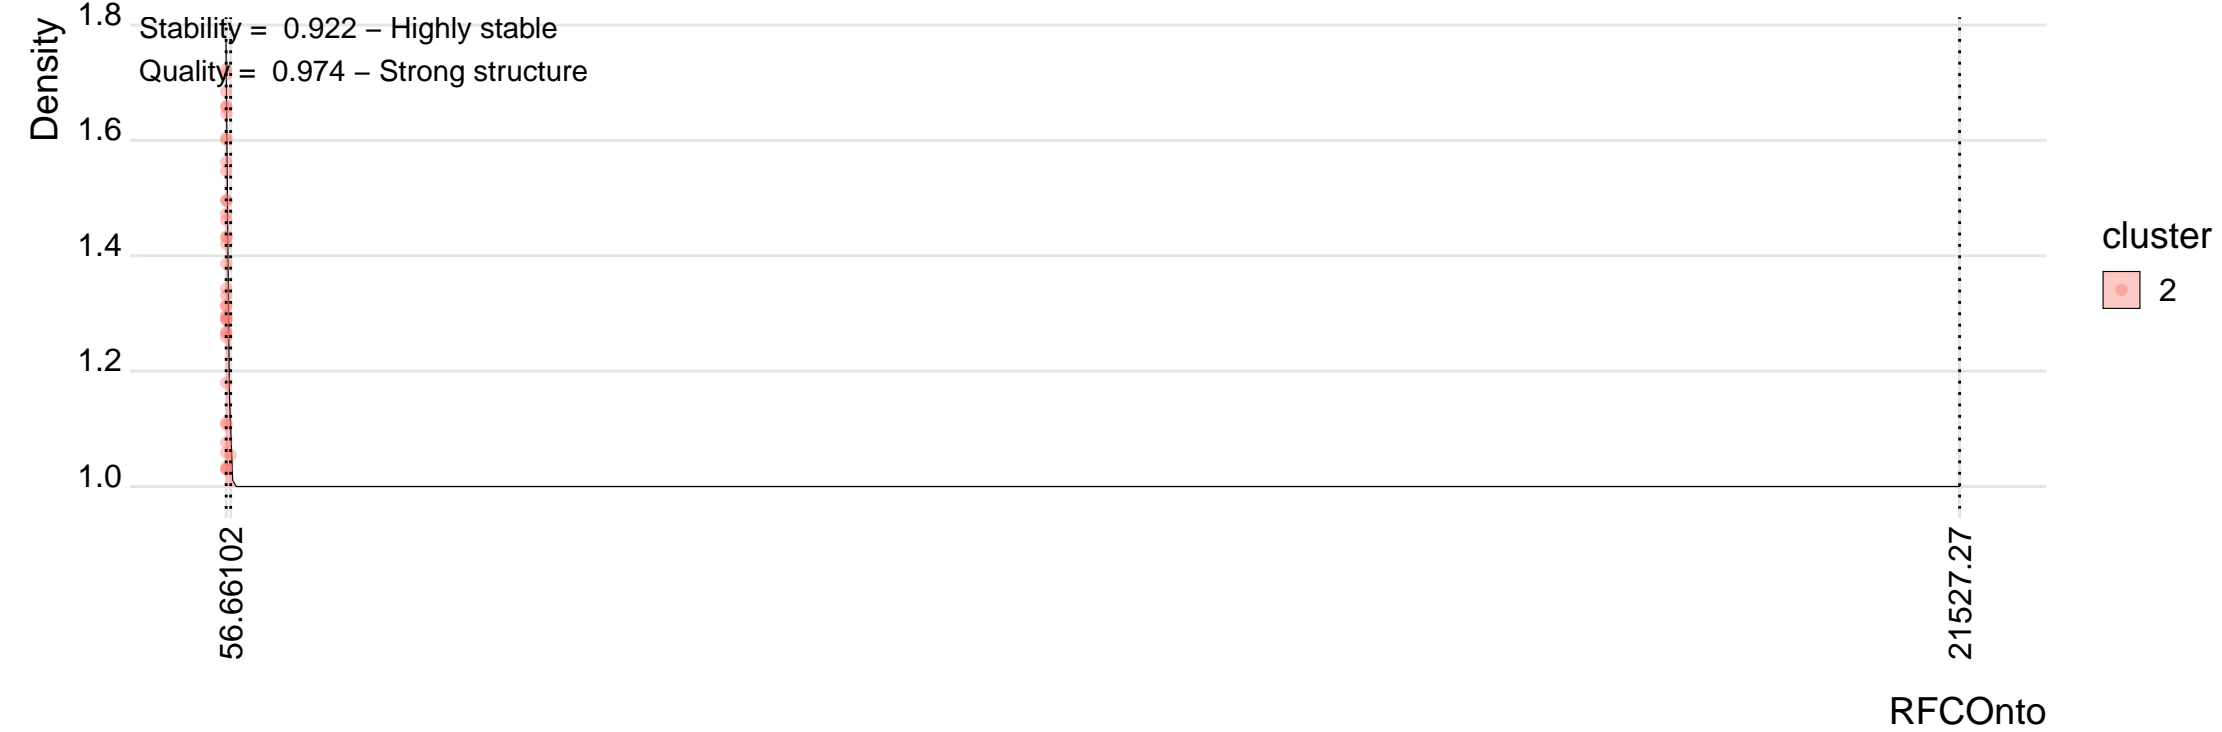 Density
1.8
1.6
1.4
1.2
1.0
Stability = 0.922 – Highly stable
Quality = 0.974 – Strong structure
56.66102
21527.27
RFCOnto
cluster
2